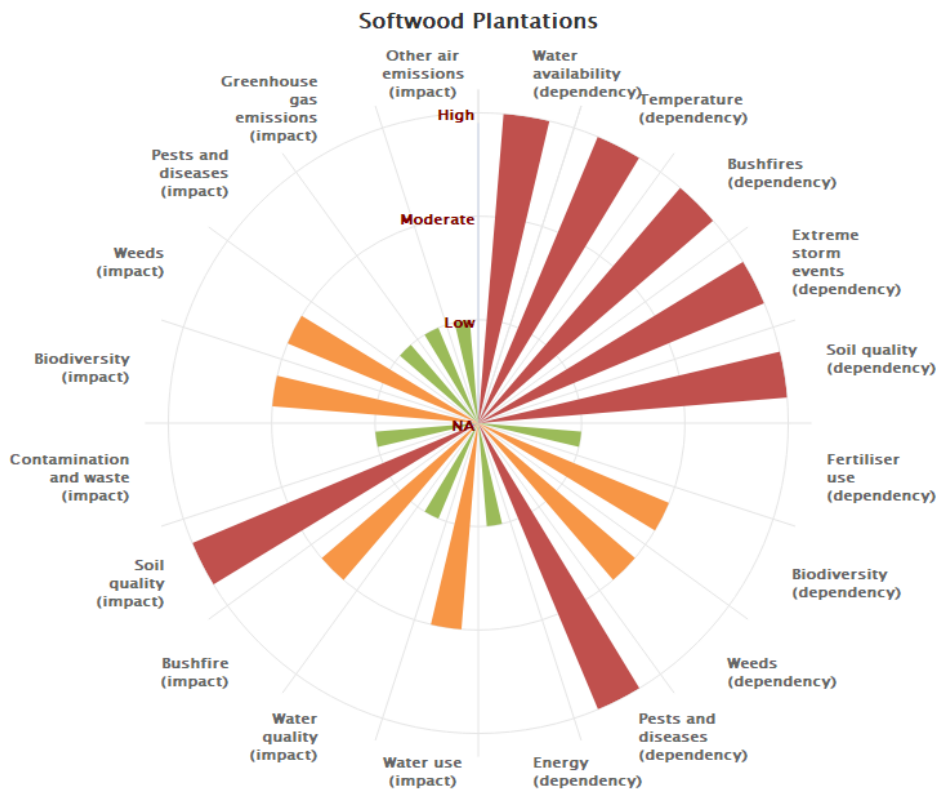 Softwood Plantations
Other air
emissions
(impact)
Water
availability
(dependency)
Temperature
(dependency)
Bushfires
(dependency)
Extreme
storm
events
(dependency)
Soil quality
(dependency)
Fertiliser
use
(dependency)
Biodiversity
(dependency)
Weeds
(dependency)
Pests and
diseases
(dependency)
Energy
(dependency)
Water use
(impact)
Water
quality
(impact)
Bushfire
(impact)
Soil
quality
(impact)
Contamination
and waste
(impact)
Biodiversity
(impact)
Weeds
(impact)
Pests and
diseases
(impact)
Greenhouse
gas
emissions
(impact)
High
Moderate
Low
NA